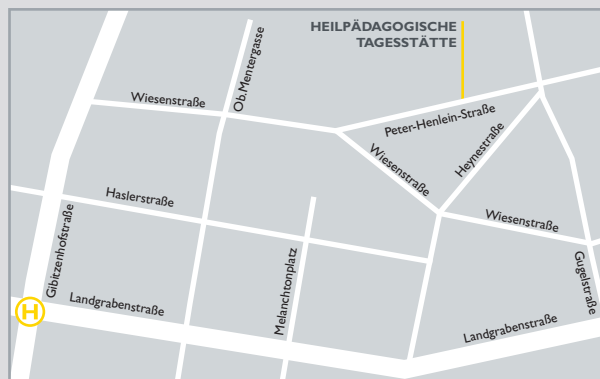 HEILPÄDAGOGISCHE
TAGESSTÄTTE
Ob.Mentergasse
Wiesenstraße
Peter-Henlein-Straße
Wiesenstraße
Heynestraße
Haslerstraße
Gibitzenhofstraße
Wiesenstraße
Melanchtonplatz
Gugelstraße
Landgrabenstraße
H
Landgrabenstraße